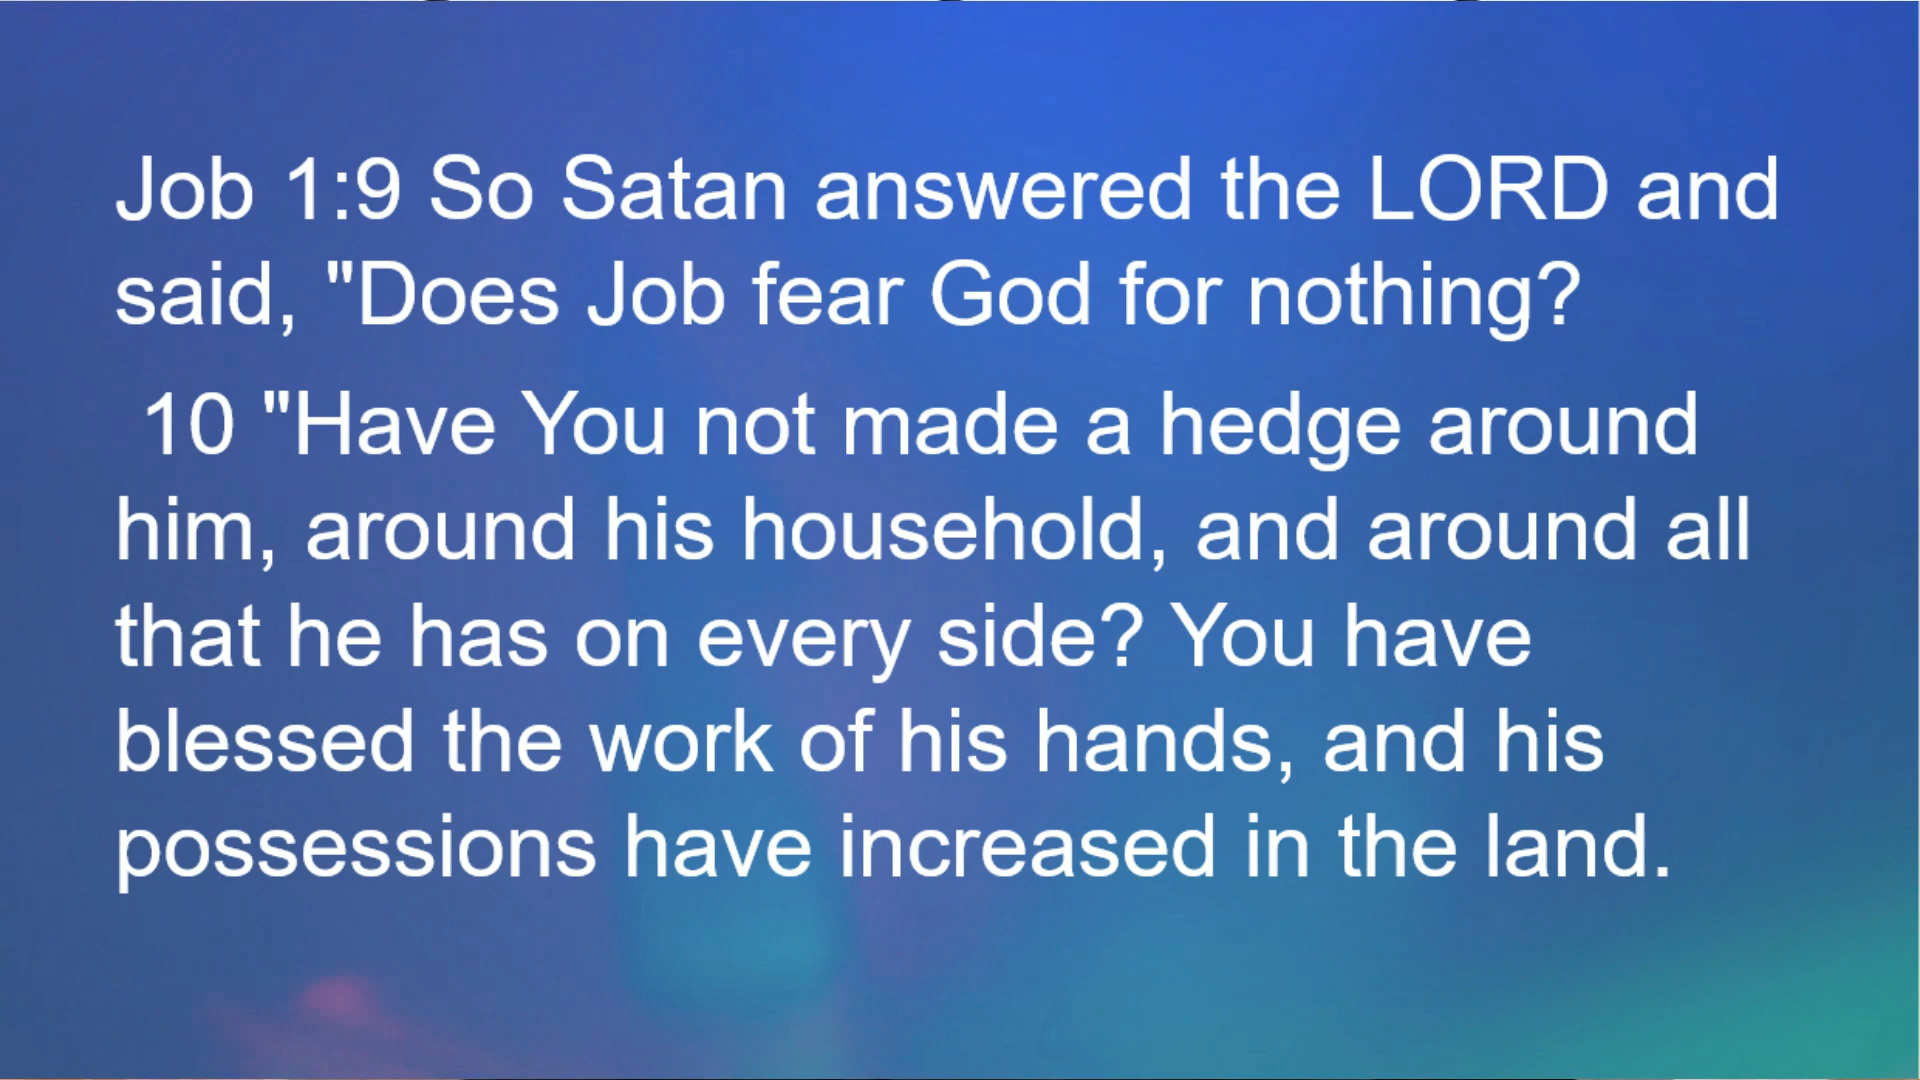 Job 1:9 So Satan answered the LORD and
said, "Does Job fear God for nothing?
10 "Have You not made a hedge around
him, around his household, and around all
that he has on every side? You have
blessed the work of his hands, and his
possessions have increased in the land.